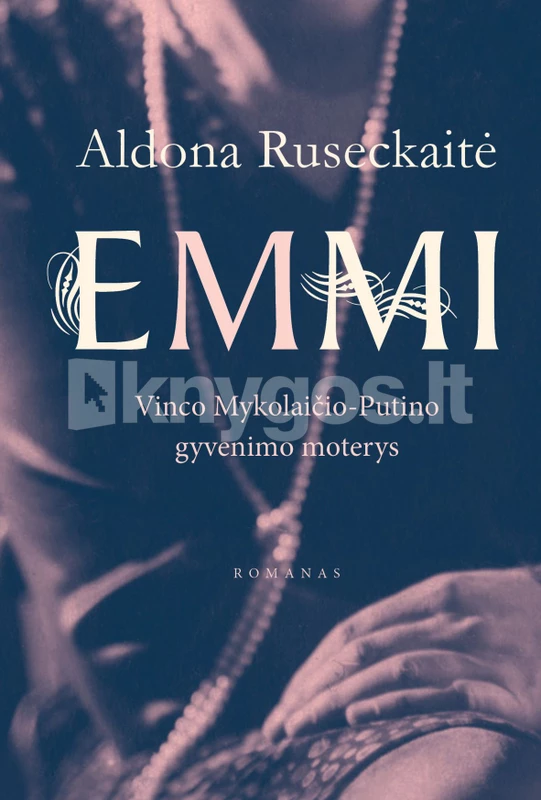 Aldona Ruseckaitė
EMMI
knygos.lt
Vinco Mykolaičio-Putino
gyvenimo moterys
ROMANAS